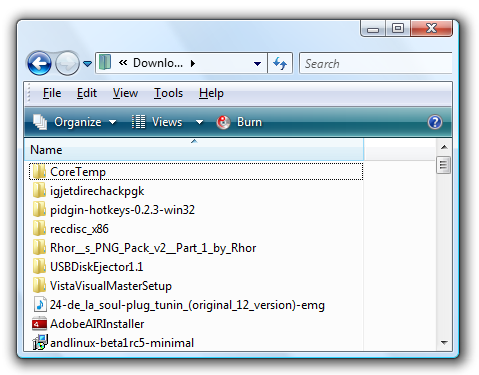 « Downlo...
Search
File Edit View Tools Help
Organize Views Burn
Name
CoreTemp
igjetdirechackpgk
pidgin-hotkeys-0.2.3-win32
recdisc_x86
Rhor__s_PNG_Pack_v2__Part_1_by_Rhor
USBDiskEjector1.1
VistaVisualMasterSetup
24-de_la_soul-plug_tunin_(original_12_version)-emg
AdobeAIRInstaller
andlinux-beta1rc5-minimal